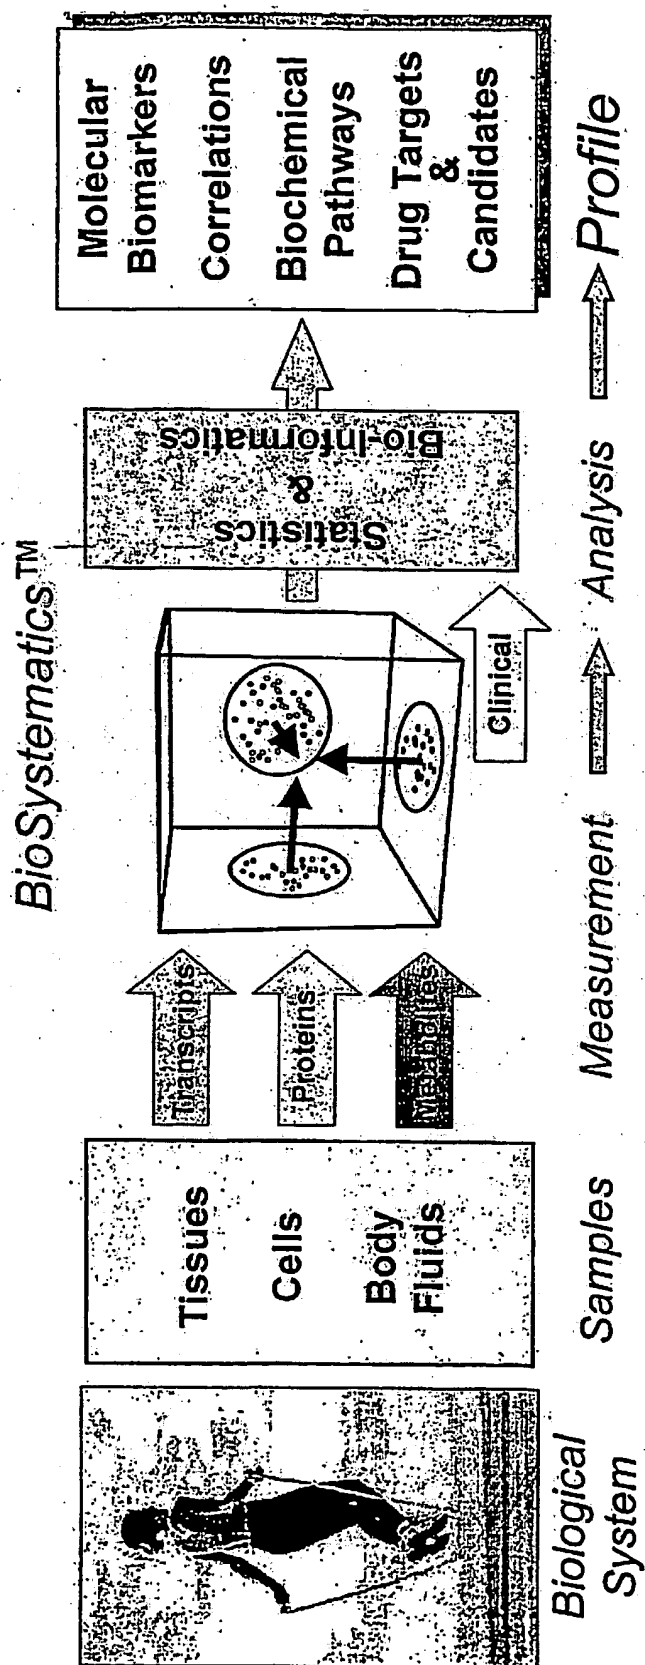 BioSystematics™
Tissues
Cells
Body
Fluids
Transcripts
Proteins
Metabolites
Clinical
Statistics
&
Bio-Informatics
Molecular
Biomarkers
Correlations
Biochemical
Pathways
Drug Targets
&
Candidates
Biological
System
Samples
Measurement
Analysis
Profile